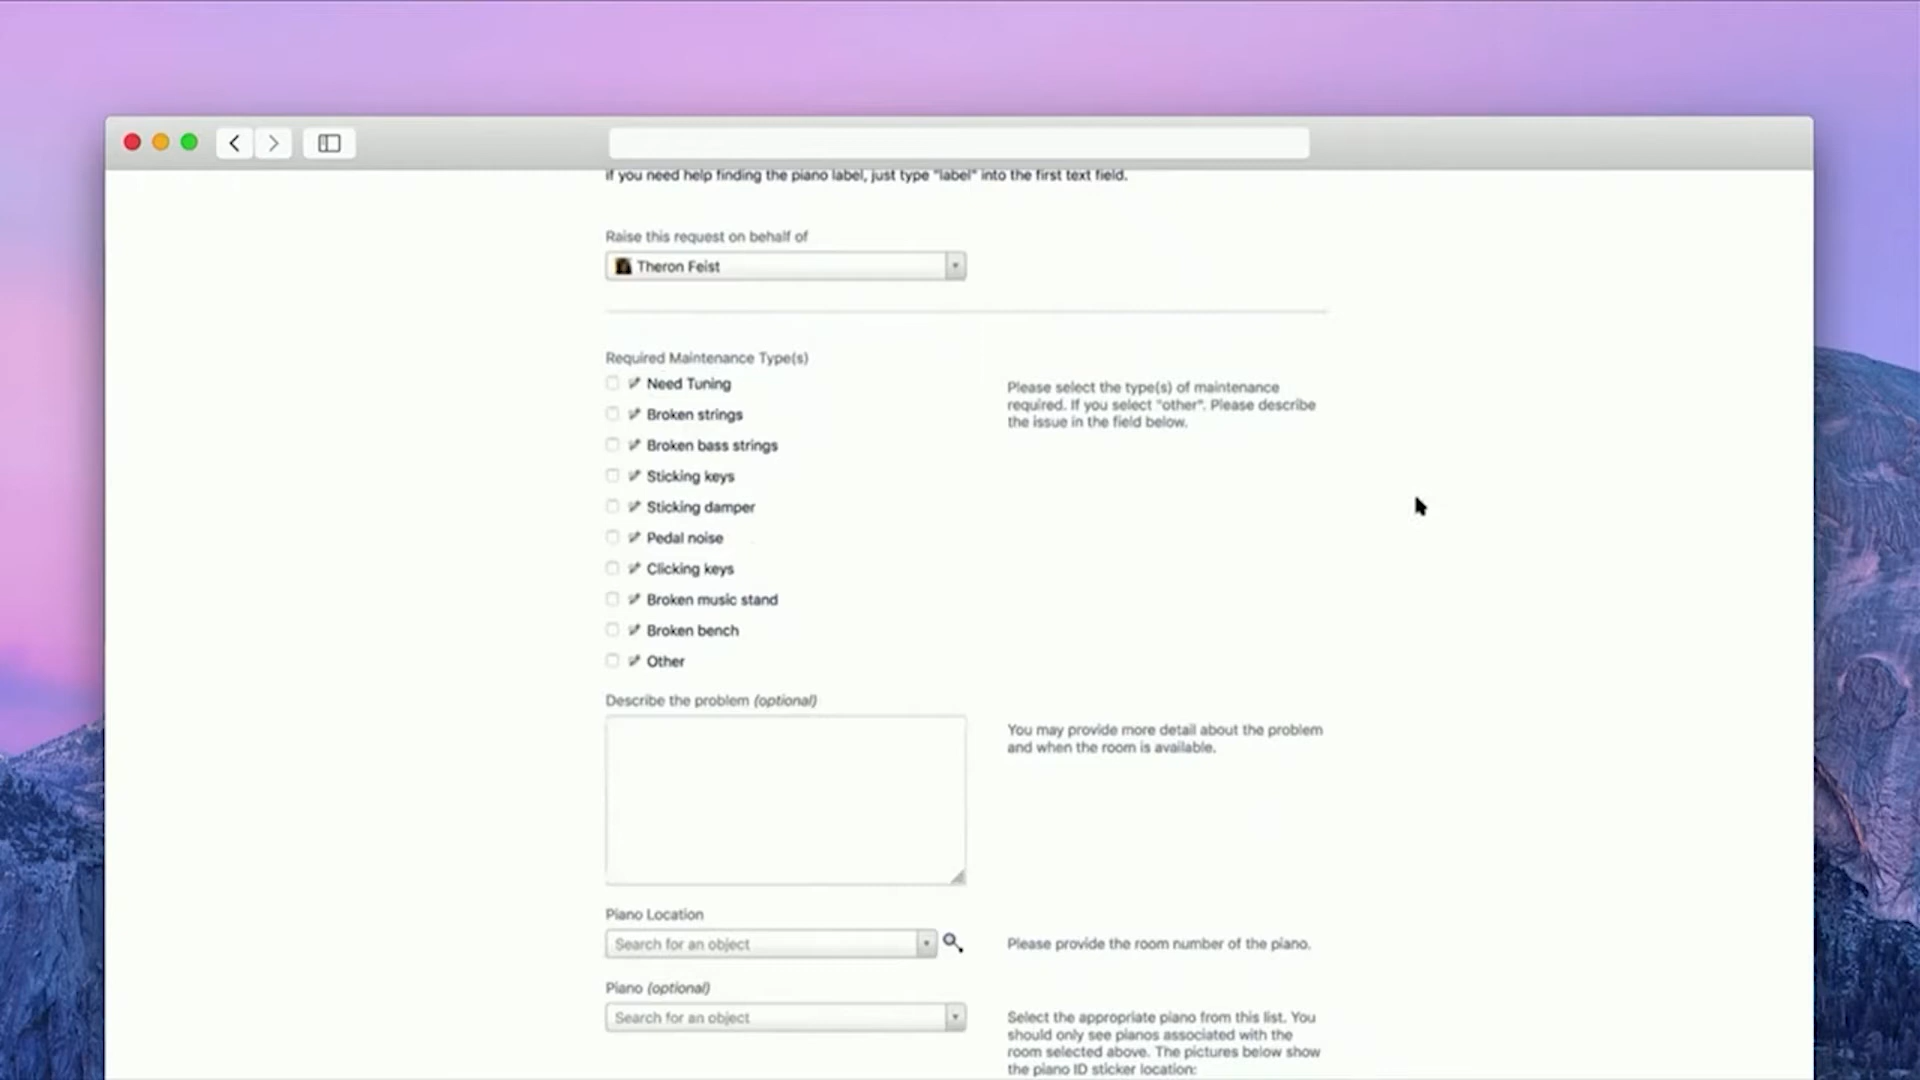 if you need help finding the piano label, just type "label" into the first text field.
Raise this request on behalf of
Theron Feist
Required Maintenance Type(s)
Need Tuning
Please select the type(s) of maintenance
required. If you select "other". Please describe
the issue in the field below.
Broken strings
Broken bass strings
Sticking keys
Sticking damper
Pedal noise
Clicking keys
Broken music stand
Broken bench
Other
Describe the problem (optional)
You may provide more detail about the problem
and when the room is available.
Piano Location
Search for an object
Please provide the room number of the piano.
Piano (optional)
Search for an object
Select the appropriate piano from this list. You
should only see pianos associated with the
room selected above. The pictures below show
the piano ID sticker location: